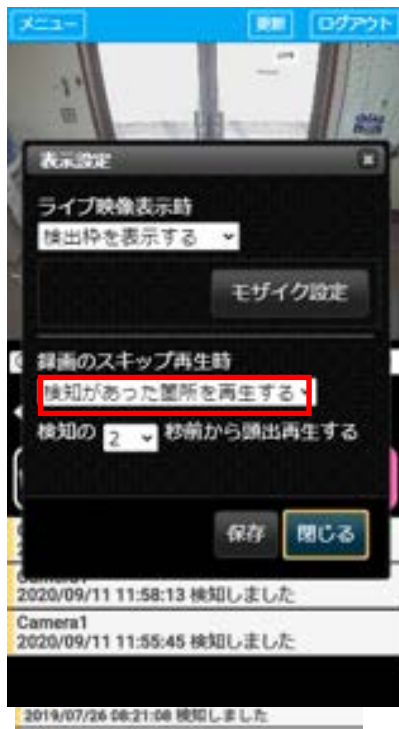 メニュー
更新
ログアウト
表示設定
ライブ映像表示時
検出枠を表示する
モザイク設定
録画のスキップ再生時
検知があった箇所を再生する
検知の 2 秒前から頭出再生する
保存
閉じる
2020/09/11 11:58:13 検知しました
Camera1
2020/09/11 11:55:45 検知しました
2019/07/26 08:21:08 検知しました